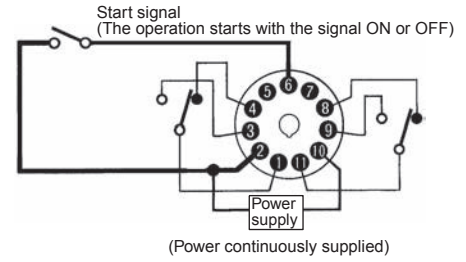 Start signal
(The operation starts with the signal ON or OFF)
5 6 7
4 8
3 9
2 10
1 11
Power
supply
(Power continuously supplied)